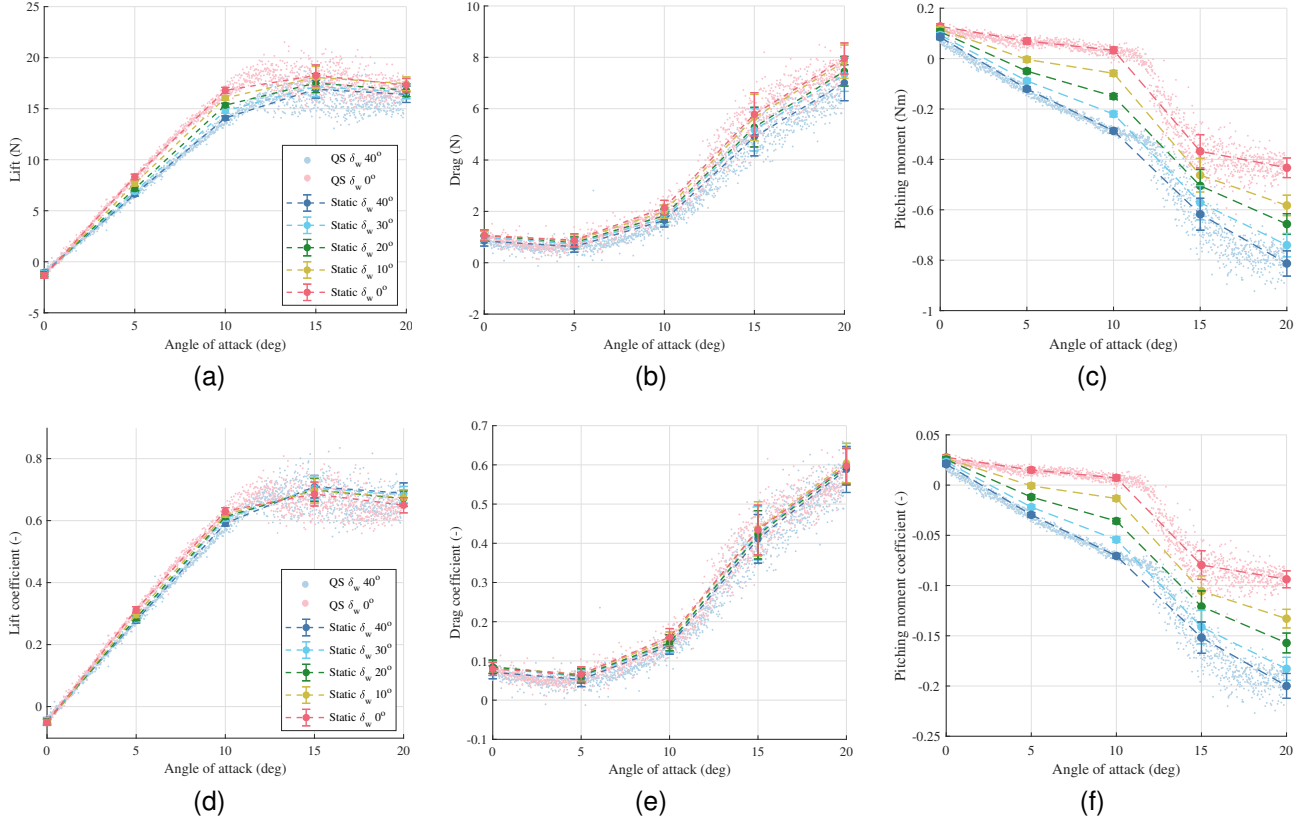 25
20
15
10
5
0
-5
Lift (N)
QS δw 40°
QS δw 0°
Static δw 40°
Static δw 30°
Static δw 20°
Static δw 10°
Static δw 0°
0 5 10 15 20
Angle of attack (deg)
(a)
10
8
6
4
2
0
-2
Drag (N)
0 5 10 15 20
Angle of attack (deg)
(b)
0.2
0
-0.2
-0.4
-0.6
-0.8
-1
Pitching moment (Nm)
0 5 10 15 20
Angle of attack (deg)
(c)
0.8
0.6
0.4
0.2
0
Lift coefficient (-)
QS δw 40°
QS δw 0°
Static δw 40°
Static δw 30°
Static δw 20°
Static δw 10°
Static δw 0°
0 5 10 15 20
Angle of attack (deg)
(d)
0.7
0.6
0.5
0.4
0.3
0.2
0.1
0
-0.1
Drag coefficient (-)
0 5 10 15 20
Angle of attack (deg)
(e)
0.05
0
-0.05
-0.1
-0.15
-0.2
-0.25
Pitching moment coefficient (-)
0 5 10 15 20
Angle of attack (deg)
(f)